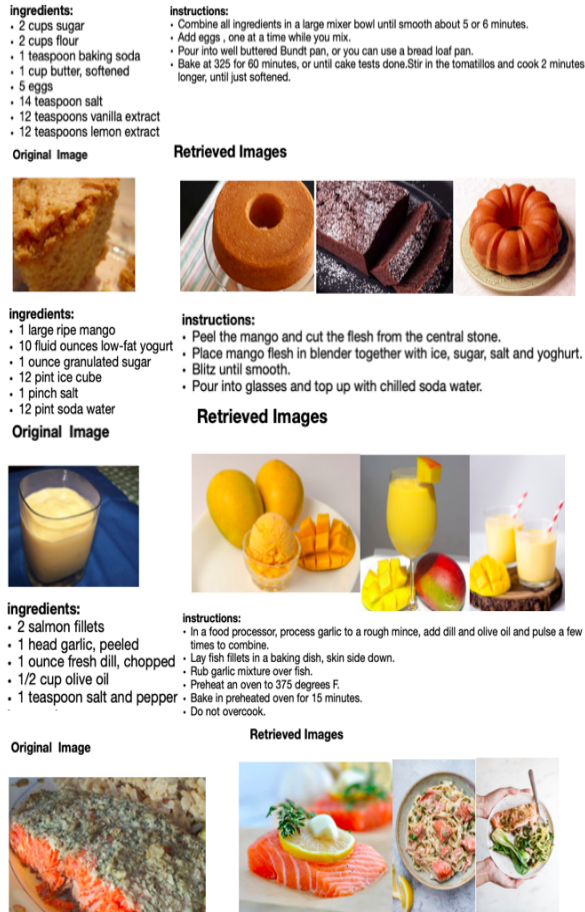 ingredients:
• 2 cups sugar
• 2 cups flour
• 1 teaspoon baking soda
• 1 cup butter, softened
• 5 eggs
• 14 teaspoon salt
• 12 teaspoons vanilla extract
• 12 teaspoons lemon extract
instructions:
• Combine all ingredients in a large mixer bowl until smooth about 5 or 6 minutes.
• Add eggs , one at a time while you mix.
• Pour into well buttered Bundt pan, or you can use a bread loaf pan.
• Bake at 325 for 60 minutes, or until cake tests done.Stir in the tomatillos and cook 2 minutes
longer, until just softened.
Original Image
Retrieved Images
ingredients:
• 1 large ripe mango
• 10 fluid ounces low-fat yogurt
• 1 ounce granulated sugar
• 12 pint ice cube
• 1 pinch salt
• 12 pint soda water
instructions:
• Peel the mango and cut the flesh from the central stone.
• Place mango flesh in blender together with ice, sugar, salt and yoghurt.
• Blitz until smooth.
• Pour into glasses and top up with chilled soda water.
Original Image
Retrieved Images
ingredients:
• 2 salmon fillets
• 1 head garlic, peeled
• 1 ounce fresh dill, chopped
• 1/2 cup olive oil
• 1 teaspoon salt and pepper
instructions:
• In a food processor, process garlic to a rough mince, add dill and olive oil and pulse a few
times to combine.
• Lay fish fillets in a baking dish, skin side down.
• Rub garlic mixture over fish.
• Preheat an oven to 375 degrees F.
• Bake in preheated oven for 15 minutes.
• Do not overcook.
Original Image
Retrieved Images